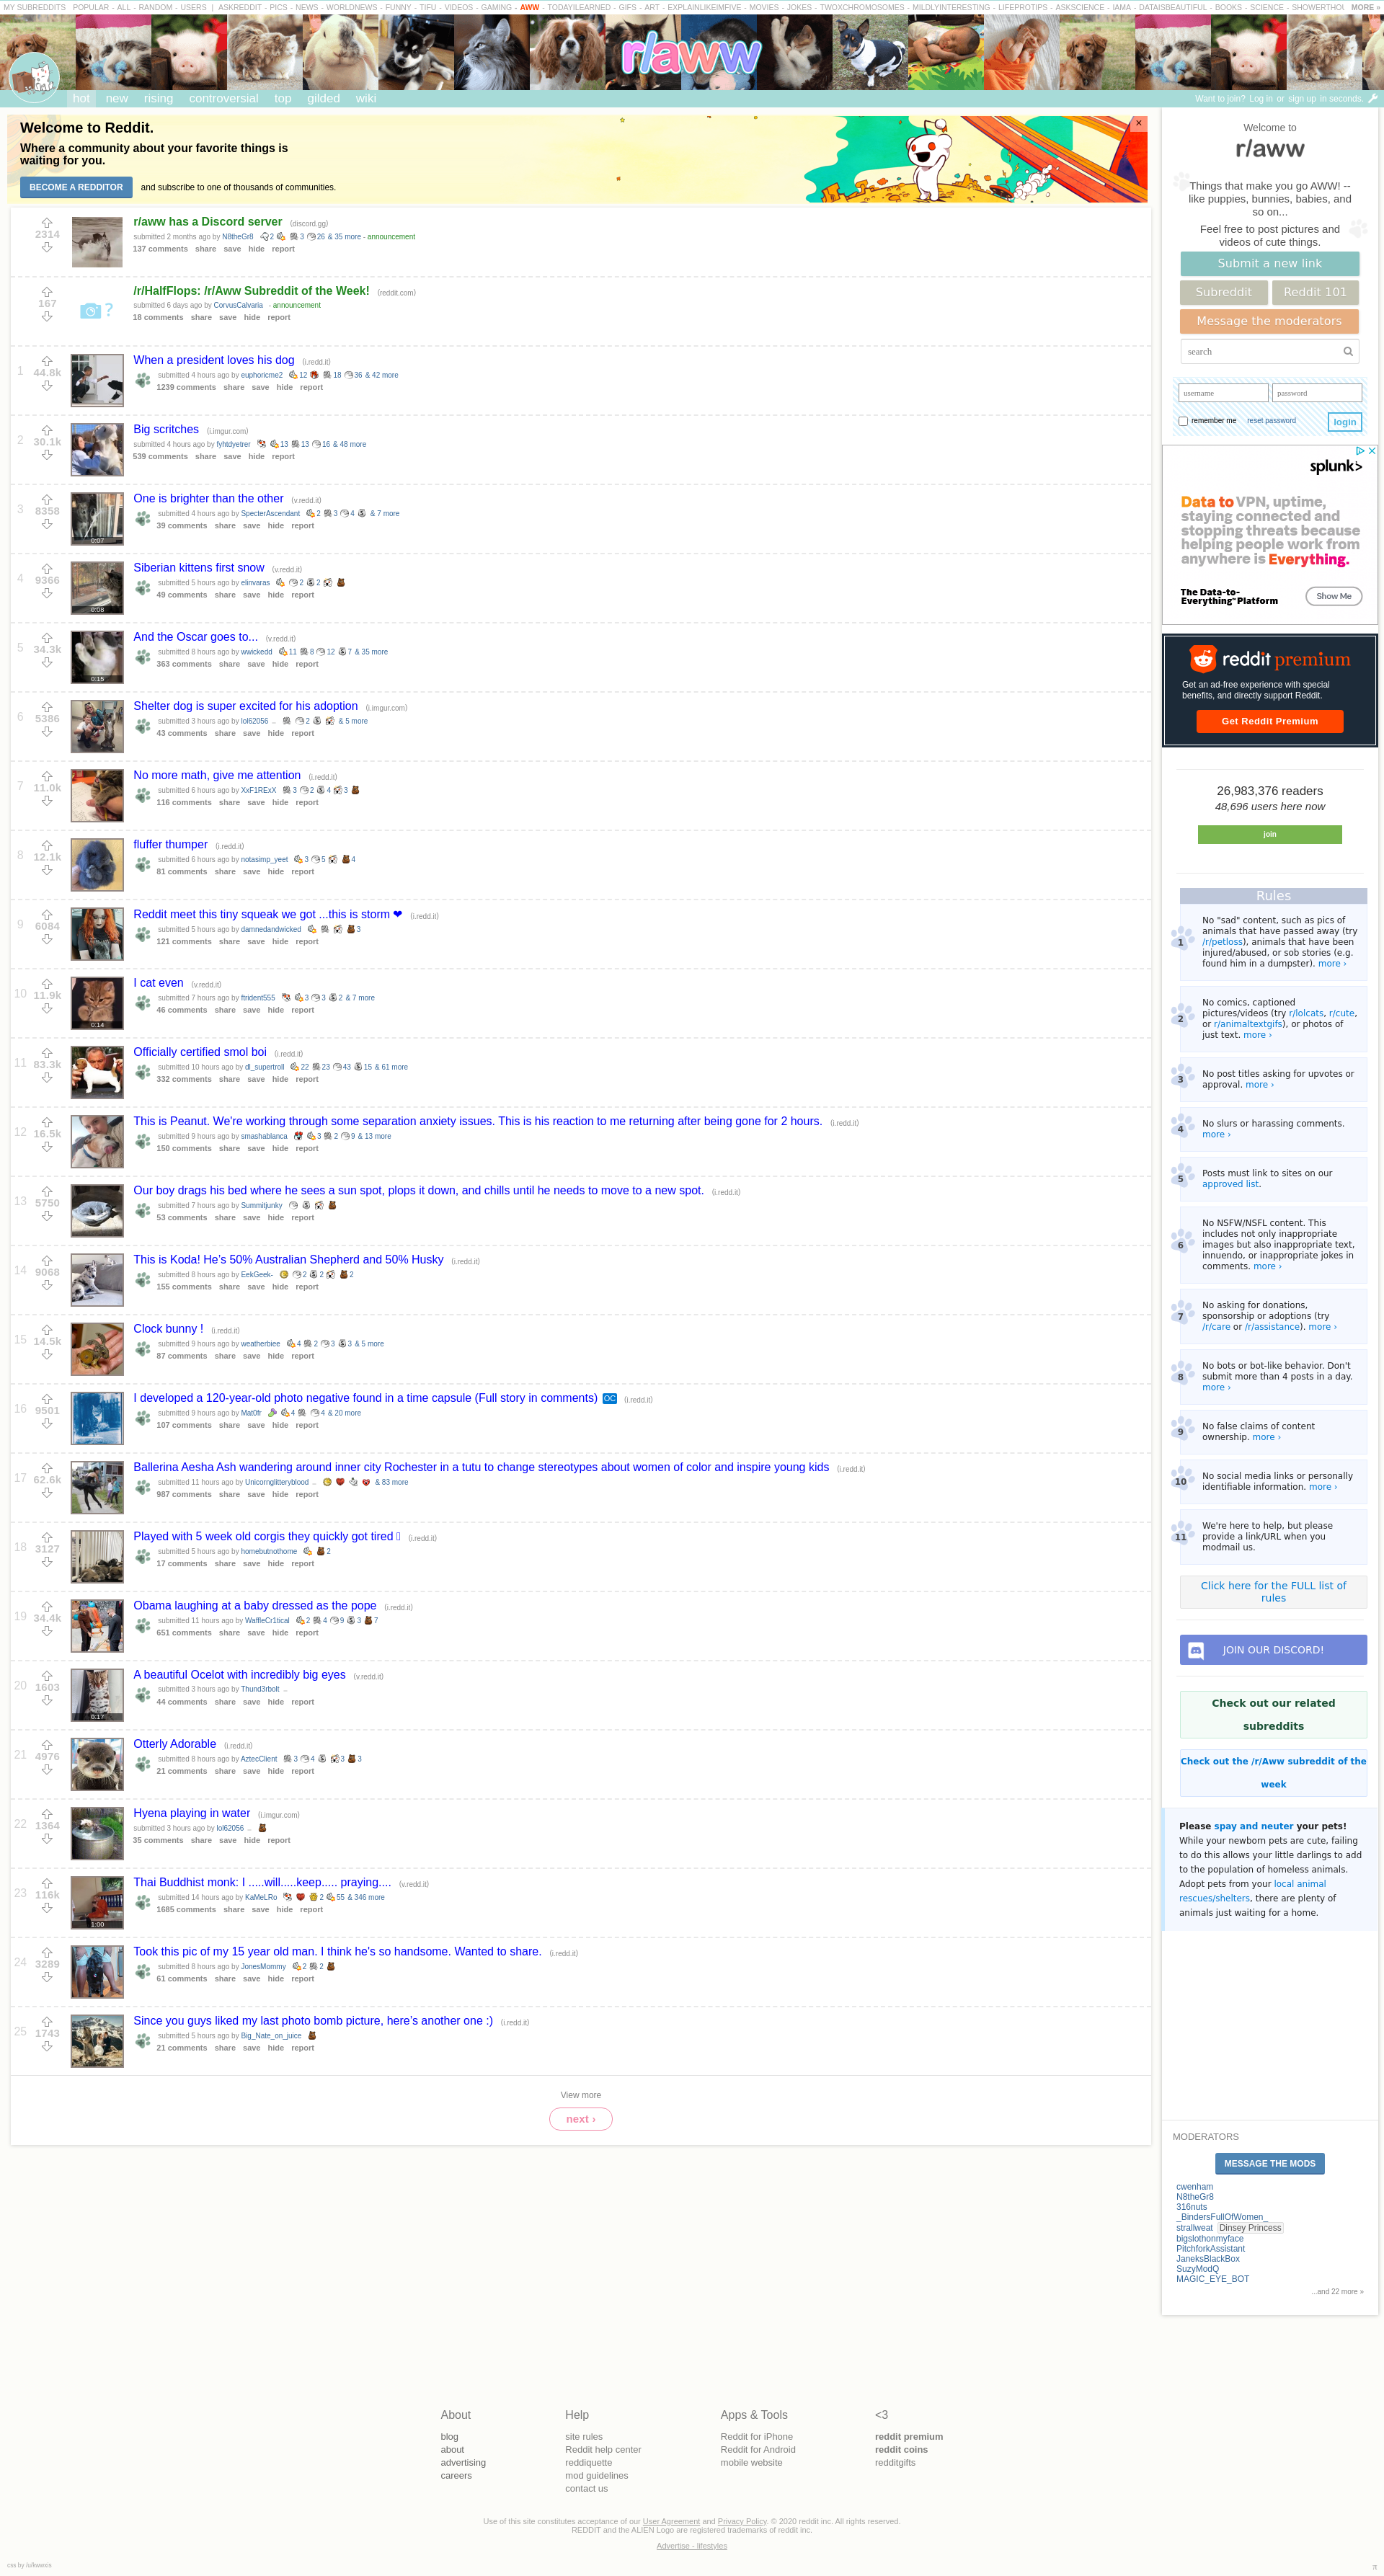 MY SUBREDDITS POPULAR - ALL - RANDOM - USERS | ASKREDDIT - PICS - NEWS - WORLDNEWS - FUNNY - TIFU - VIDEOS - GAMING - AWW - TODAYILEARNED - GIFS - ART - EXPLAINLIKEIMFIVE - MOVIES - JOKES - TWOXCHROMOSOMES - MILDLYINTERESTING - LIFEPROTIPS - ASKSCIENCE - IAMA - DATAISBEAUTIFUL - BOOKS - SCIENCE - SHOWERTHOU MORE »
r/aww
hot new rising controversial top gilded wiki
Want to join? Log in or sign up in seconds.
Welcome to Reddit.
Where a community about your favorite things is
waiting for you.
BECOME A REDDITOR and subscribe to one of thousands of communities.
×
2314
r/aww has a Discord server (discord.gg)
submitted 2 months ago by N8theGr8 2 3 26 & 35 more - announcement
137 comments share save hide report
167
/r/HalfFlops: /r/Aww Subreddit of the Week! (reddit.com)
submitted 6 days ago by CorvusCalvaria - announcement
18 comments share save hide report
1 44.8k
When a president loves his dog (i.redd.it)
submitted 4 hours ago by euphoricme2 12 18 36 & 42 more
1239 comments share save hide report
2 30.1k
Big scritches (i.imgur.com)
submitted 4 hours ago by fyhtdyetrer 13 13 16 & 48 more
539 comments share save hide report
3 8358
0:07
One is brighter than the other (v.redd.it)
submitted 4 hours ago by SpecterAscendant 2 3 4 & 7 more
39 comments share save hide report
4 9366
0:08
Siberian kittens first snow (v.redd.it)
submitted 5 hours ago by elinvaras 2 2
49 comments share save hide report
5 34.3k
0:15
And the Oscar goes to... (v.redd.it)
submitted 8 hours ago by wwickedd 11 8 12 7 & 35 more
363 comments share save hide report
6 5386
Shelter dog is super excited for his adoption (i.imgur.com)
submitted 3 hours ago by lol62056 .. 2 & 5 more
43 comments share save hide report
7 11.0k
No more math, give me attention (i.redd.it)
submitted 6 hours ago by XxF1RExX 3 2 4 3
116 comments share save hide report
8 12.1k
fluffer thumper (i.redd.it)
submitted 6 hours ago by notasimp_yeet 3 5 4
81 comments share save hide report
9 6084
Reddit meet this tiny squeak we got ...this is storm ❤ (i.redd.it)
submitted 5 hours ago by damnedandwicked 3
121 comments share save hide report
10 11.9k
0:14
I cat even (v.redd.it)
submitted 7 hours ago by ftrident555 3 3 2 & 7 more
46 comments share save hide report
11 83.3k
Officially certified smol boi (i.redd.it)
submitted 10 hours ago by dl_supertroll 22 23 43 15 & 61 more
332 comments share save hide report
12 16.5k
This is Peanut. We're working through some separation anxiety issues. This is his reaction to me returning after being gone for 2 hours. (i.redd.it)
submitted 9 hours ago by smashablanca 3 2 9 & 13 more
150 comments share save hide report
13 5750
Our boy drags his bed where he sees a sun spot, plops it down, and chills until he needs to move to a new spot. (i.redd.it)
submitted 7 hours ago by Summitjunky
53 comments share save hide report
14 9068
This is Koda! He's 50% Australian Shepherd and 50% Husky (i.redd.it)
submitted 8 hours ago by EekGeek- 2 2 2
155 comments share save hide report
15 14.5k
Clock bunny ! (i.redd.it)
submitted 9 hours ago by weatherbiee 4 2 3 3 & 5 more
87 comments share save hide report
16 9501
I developed a 120-year-old photo negative found in a time capsule (Full story in comments) OC (i.redd.it)
submitted 9 hours ago by Mat0fr 4 4 & 20 more
107 comments share save hide report
17 62.6k
Ballerina Aesha Ash wandering around inner city Rochester in a tutu to change stereotypes about women of color and inspire young kids (i.redd.it)
submitted 11 hours ago by Unicornglitteryblood .. & 83 more
987 comments share save hide report
18 3127
Played with 5 week old corgis they quickly got tired (i.redd.it)
submitted 5 hours ago by homebutnothome 2
17 comments share save hide report
19 34.4k
Obama laughing at a baby dressed as the pope (i.redd.it)
submitted 11 hours ago by WaffleCr1tical 2 4 9 3 7
651 comments share save hide report
20 1603
0:17
A beautiful Ocelot with incredibly big eyes (v.redd.it)
submitted 3 hours ago by Thund3rbolt ..
44 comments share save hide report
21 4976
Otterly Adorable (i.redd.it)
submitted 8 hours ago by AztecClient 3 4 3 3
21 comments share save hide report
22 1364
Hyena playing in water (i.imgur.com)
submitted 3 hours ago by lol62056 ..
35 comments share save hide report
23 116k
1:00
Thai Buddhist monk: I .....will.....keep..... praying.... (v.redd.it)
submitted 14 hours ago by KaMeLRo 2 55 & 346 more
1685 comments share save hide report
24 3289
Took this pic of my 15 year old man. I think he's so handsome. Wanted to share. (i.redd.it)
submitted 8 hours ago by JonesMommy 2 2
61 comments share save hide report
25 1743
Since you guys liked my last photo bomb picture, here's another one :) (i.redd.it)
submitted 5 hours ago by Big_Nate_on_juice
21 comments share save hide report
View more
next ›
Welcome to
r/aww
Things that make you go AWW! --
like puppies, bunnies, babies, and
so on...
Feel free to post pictures and
videos of cute things.
Submit a new link
Subreddit Reddit 101
Message the moderators
search
username password
remember me reset password login
splunk>
Data to VPN, uptime,
staying connected and
stopping threats because
helping people work from
anywhere is Everything.
The Data-to-
Everything™ Platform
Show Me
reddit premium
Get an ad-free experience with special
benefits, and directly support Reddit.
Get Reddit Premium
26,983,376 readers
48,696 users here now
join
Rules
1 No "sad" content, such as pics of
animals that have passed away (try
/r/petloss), animals that have been
injured/abused, or sob stories (e.g.
found him in a dumpster). more ›
2 No comics, captioned
pictures/videos (try r/lolcats, r/cute,
or r/animaltextgifs), or photos of
just text. more ›
3 No post titles asking for upvotes or
approval. more ›
4 No slurs or harassing comments.
more ›
5 Posts must link to sites on our
approved list.
6 No NSFW/NSFL content. This
includes not only inappropriate
images but also inappropriate text,
innuendo, or inappropriate jokes in
comments. more ›
7 No asking for donations,
sponsorship or adoptions (try
/r/care or /r/assistance). more ›
8 No bots or bot-like behavior. Don't
submit more than 4 posts in a day.
more ›
9 No false claims of content
ownership. more ›
10 No social media links or personally
identifiable information. more ›
11 We're here to help, but please
provide a link/URL when you
modmail us.
Click here for the FULL list of
rules
JOIN OUR DISCORD!
Check out our related
subreddits
Check out the /r/Aww subreddit of the
week
Please spay and neuter your pets!
While your newborn pets are cute, failing
to do this allows your little darlings to add
to the population of homeless animals.
Adopt pets from your local animal
rescues/shelters, there are plenty of
animals just waiting for a home.
MODERATORS
MESSAGE THE MODS
cwenham
N8theGr8
316nuts
_BindersFullOfWomen_
strallweat Dinsey Princess
bigslothonmyface
PitchforkAssistant
JaneksBlackBox
SuzyModQ
MAGIC_EYE_BOT
...and 22 more »
About
blog
about
advertising
careers
Help
site rules
Reddit help center
reddiquette
mod guidelines
contact us
Apps & Tools
Reddit for iPhone
Reddit for Android
mobile website
<3
reddit premium
reddit coins
redditgifts
Use of this site constitutes acceptance of our User Agreement and Privacy Policy. © 2020 reddit inc. All rights reserved.
REDDIT and the ALIEN Logo are registered trademarks of reddit inc.
Advertise - lifestyles
π